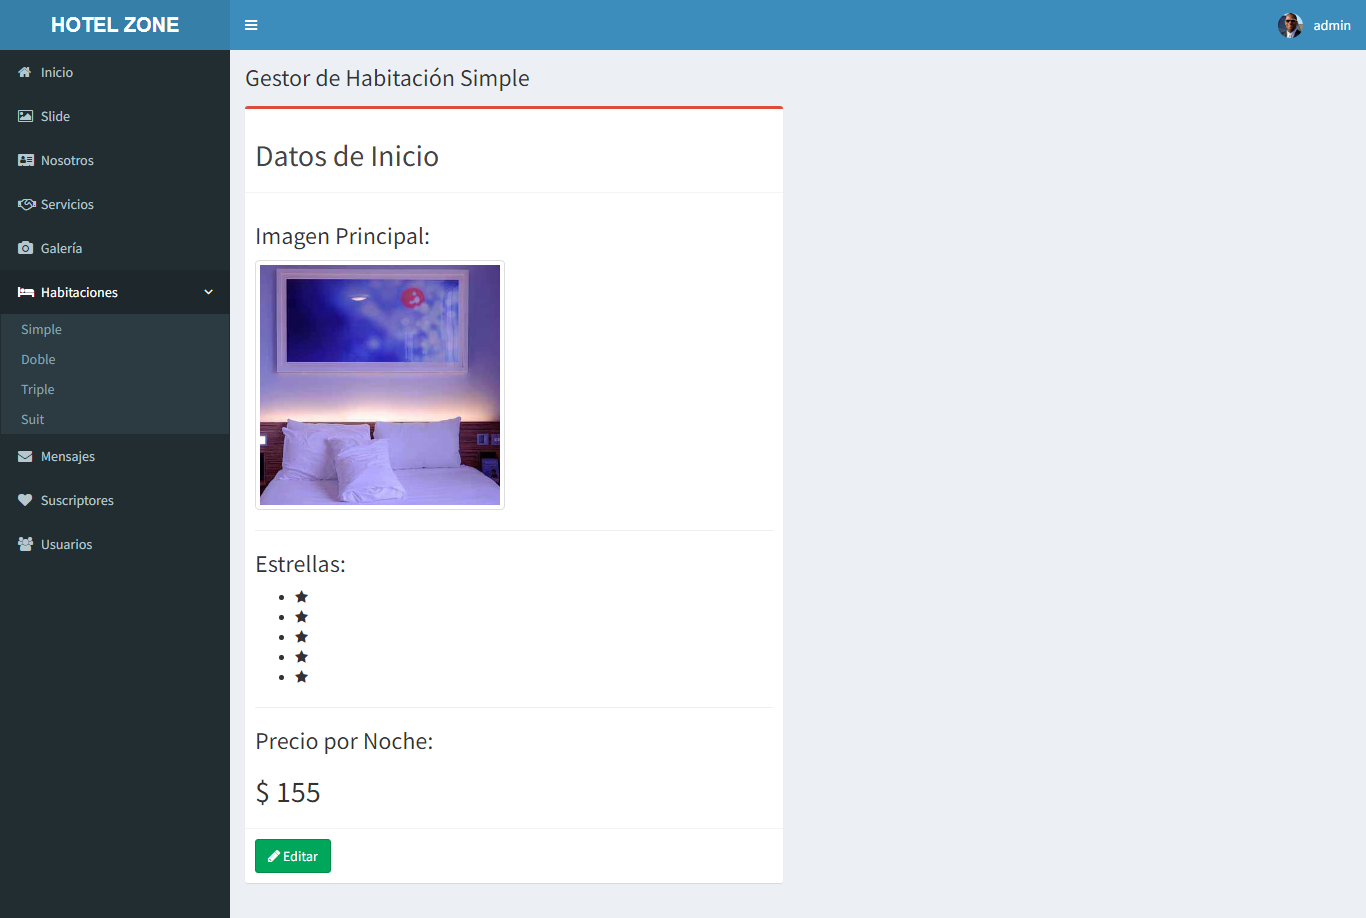 HOTEL ZONE
admin
Inicio
Slide
Nosotros
Servicios
Galería
Habitaciones
Simple
Doble
Triple
Suit
Mensajes
Suscriptores
Usuarios
Gestor de Habitación Simple
Datos de Inicio
Imagen Principal:
Estrellas:
Precio por Noche:
$ 155
Editar